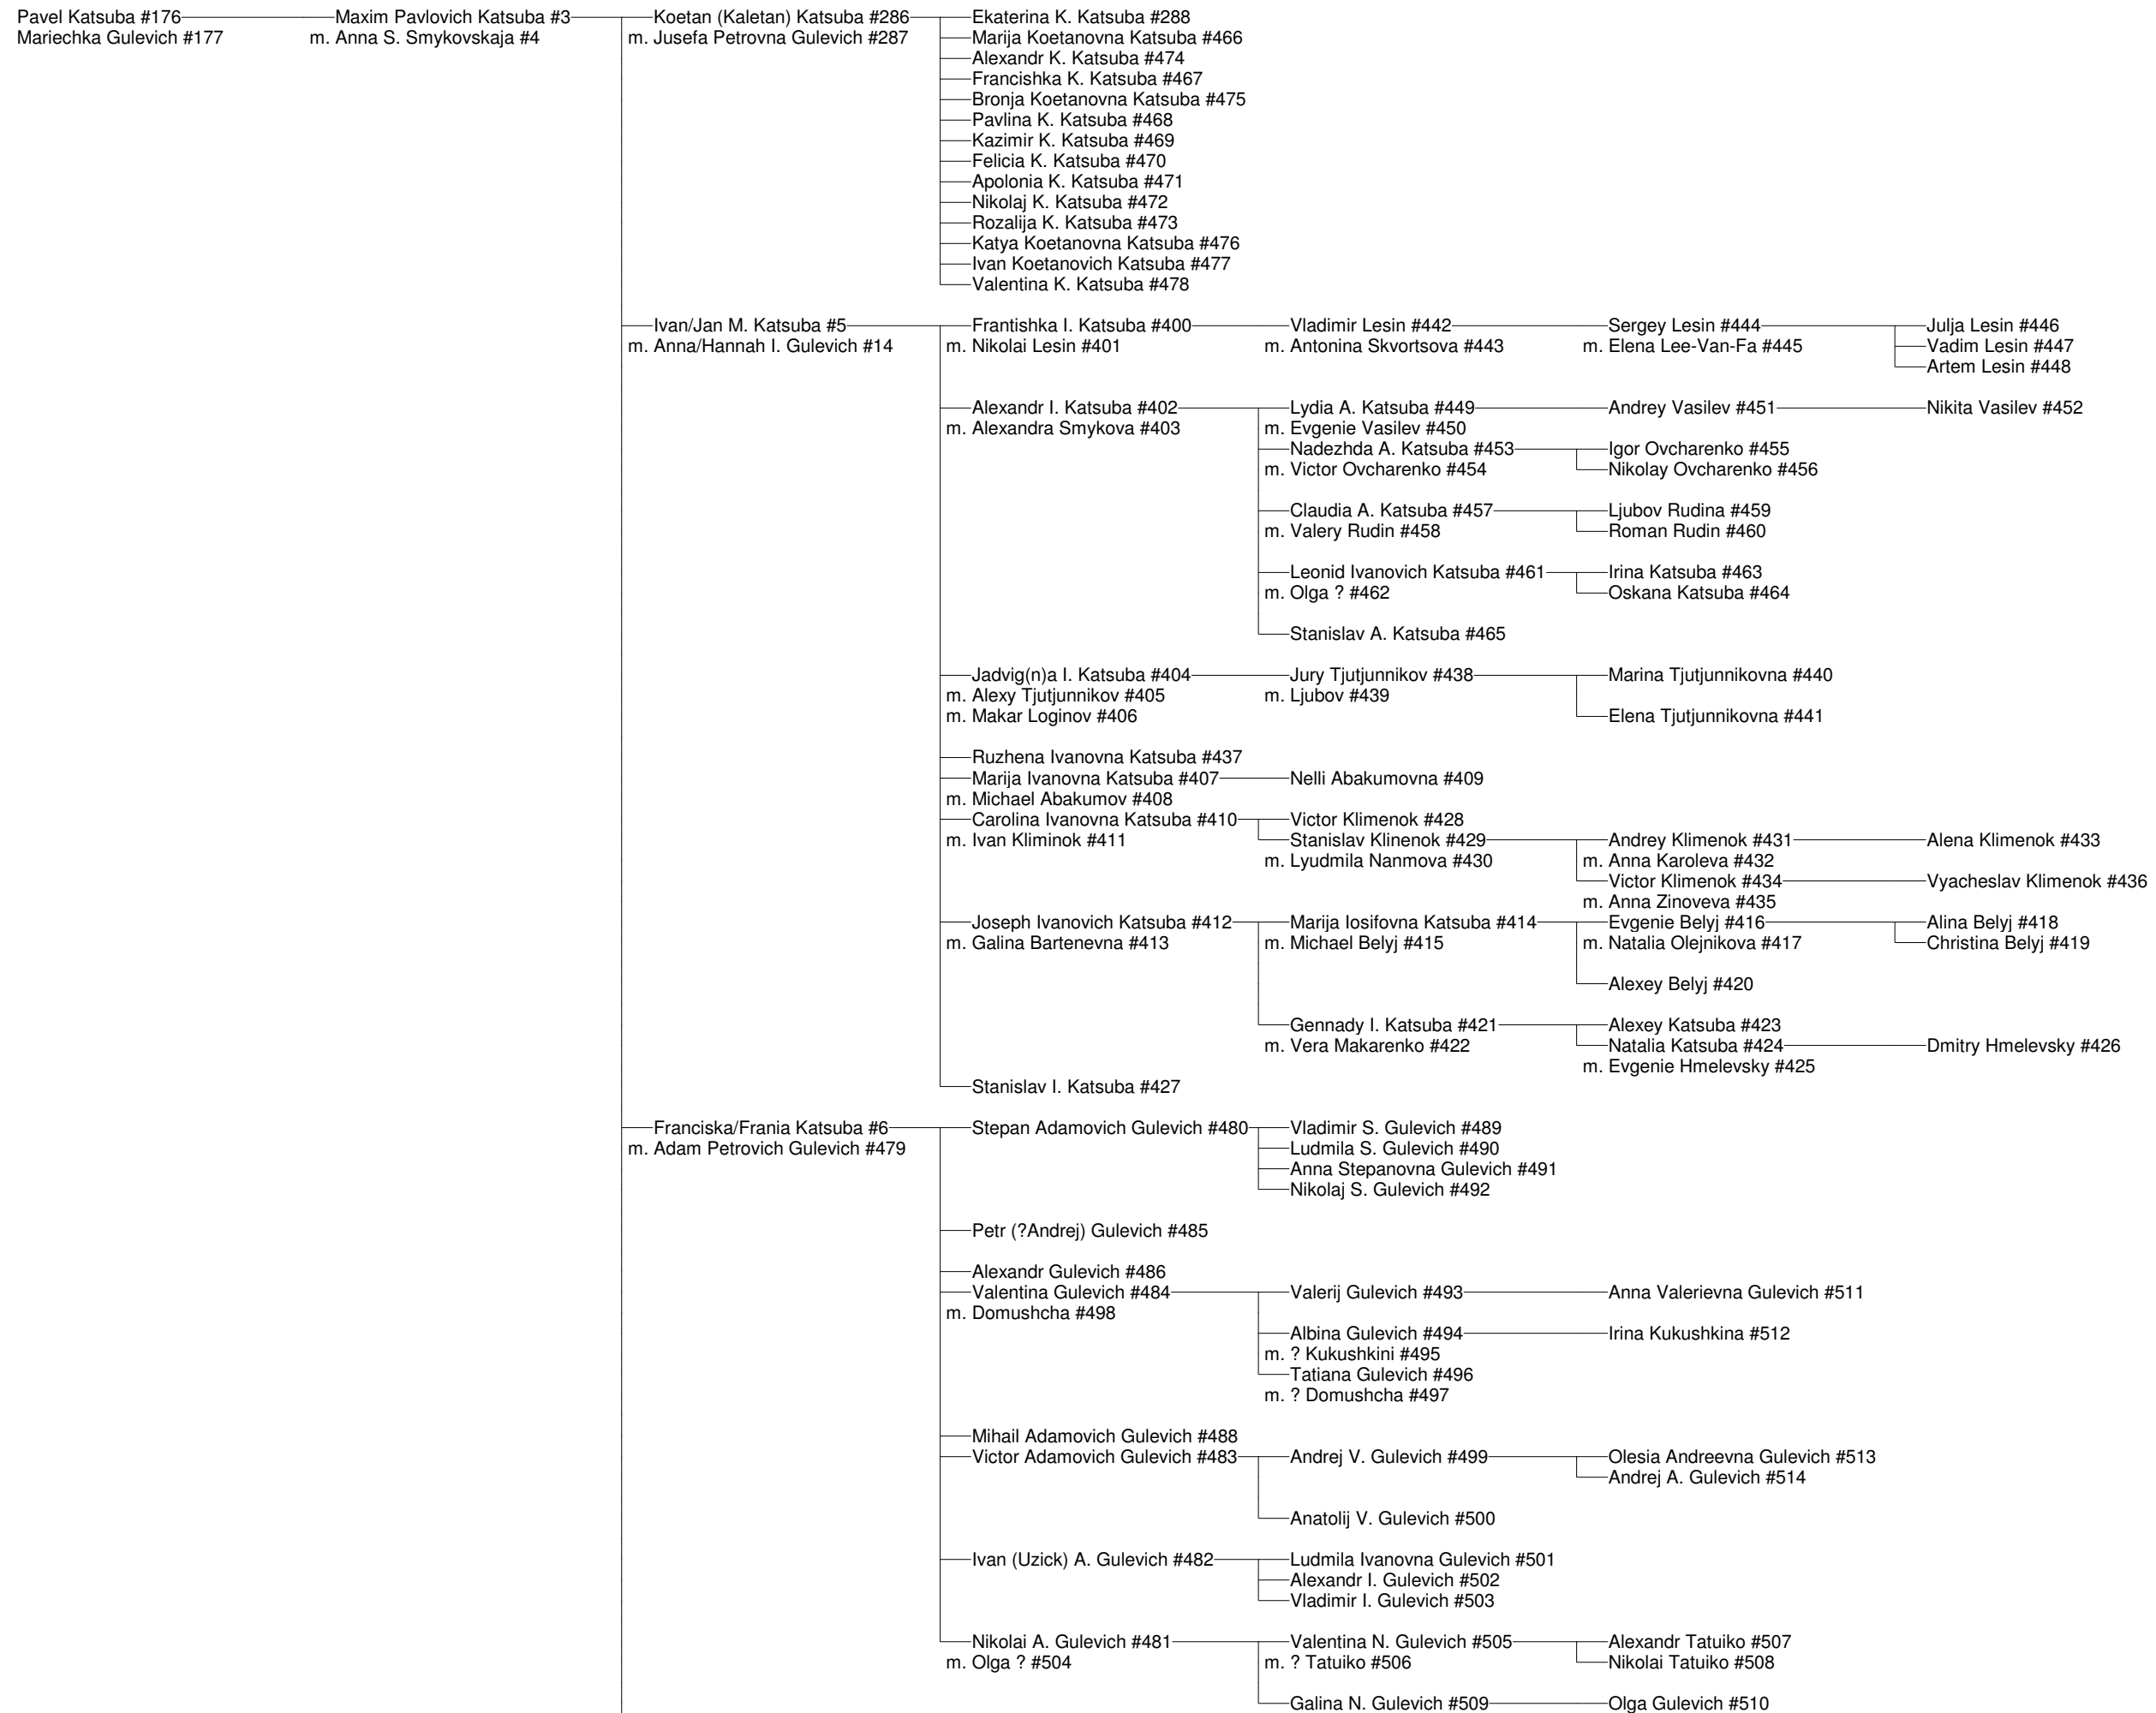 Pavel Katsuba #176 Maxim Pavlovich Katsuba #3 Koetan (Kaletan) Katsuba #286 Ekaterina K. Katsuba #288
Mariechka Gulevich #177 m. Anna S. Smykovskaja #4 m. Jusefa Petrovna Gulevich #287 Marija Koetanovna Katsuba #466
Alexandr K. Katsuba #474
Francishka K. Katsuba #467
Bronja Koetanovna Katsuba #475
Pavlina K. Katsuba #468
Kazimir K. Katsuba #469
Felicia K. Katsuba #470
Apolonia K. Katsuba #471
Nikolaj K. Katsuba #472
Rozalija K. Katsuba #473
Katya Koetanovna Katsuba #476
Ivan Koetanovich Katsuba #477
Valentina K. Katsuba #478
Ivan/Jan M. Katsuba #5 Frantishka I. Katsuba #400 Vladimir Lesin #442 Sergey Lesin #444 Julja Lesin #446
m. Anna/Hannah I. Gulevich #14 m. Nikolai Lesin #401 m. Antonina Skvortsova #443 m. Elena Lee-Van-Fa #445 Vadim Lesin #447
Artem Lesin #448
Alexandr I. Katsuba #402 Lydia A. Katsuba #449 Andrey Vasilev #451 Nikita Vasilev #452
m. Alexandra Smykova #403 m. Evgenie Vasilev #450
Nadezhda A. Katsuba #453 Igor Ovcharenko #455
m. Victor Ovcharenko #454 Nikolay Ovcharenko #456
Claudia A. Katsuba #457 Ljubov Rudina #459
m. Valery Rudin #458 Roman Rudin #460
Leonid Ivanovich Katsuba #461 Irina Katsuba #463
m. Olga ? #462 Oskana Katsuba #464
Stanislav A. Katsuba #465
Jadvig(n)a I. Katsuba #404 Jury Tjutjunnikov #438 Marina Tjutjunnikovna #440
m. Alexy Tjutjunnikov #405 m. Ljubov #439
m. Makar Loginov #406 Elena Tjutjunnikovna #441
Ruzhena Ivanovna Katsuba #437
Marija Ivanovna Katsuba #407 Nelli Abakumovna #409
m. Michael Abakumov #408
Carolina Ivanovna Katsuba #410 Victor Klimenok #428
m. Ivan Kliminok #411 Stanislav Klinenok #429 Andrey Klimenok #431 Alena Klimenok #433
m. Lyudmila Nanmova #430 m. Anna Karoleva #432
Victor Klimenok #434 Vyacheslav Klimenok #436
m. Anna Zinoveva #435
Joseph Ivanovich Katsuba #412 Marija Iosifovna Katsuba #414 Evgenie Belyj #416 Alina Belyj #418
m. Galina Bartenevna #413 m. Michael Belyj #415 m. Natalia Olejnikova #417 Christina Belyj #419
Alexey Belyj #420
Gennady I. Katsuba #421 Alexey Katsuba #423
m. Vera Makarenko #422 Natalia Katsuba #424 Dmitry Hmelevsky #426
m. Evgenie Hmelevsky #425
Stanislav I. Katsuba #427
Franciska/Frania Katsuba #6 Stepan Adamovich Gulevich #480 Vladimir S. Gulevich #489
m. Adam Petrovich Gulevich #479 Ludmila S. Gulevich #490
Anna Stepanovna Gulevich #491
Nikolaj S. Gulevich #492
Petr (?Andrej) Gulevich #485
Alexandr Gulevich #486
Valentina Gulevich #484 Valerij Gulevich #493 Anna Valerievna Gulevich #511
m. Domushcha #498
Albina Gulevich #494 Irina Kukushkina #512
m. ? Kukushkini #495
Tatiana Gulevich #496
m. ? Domushcha #497
Mihail Adamovich Gulevich #488
Victor Adamovich Gulevich #483 Andrej V. Gulevich #499 Olesia Andreevna Gulevich #513
Andrej A. Gulevich #514
Anatolij V. Gulevich #500
Ivan (Uzick) A. Gulevich #482 Ludmila Ivanovna Gulevich #501
Alexandr I. Gulevich #502
Vladimir I. Gulevich #503
Nikolai A. Gulevich #481 Valentina N. Gulevich #505 Alexandr Tatuiko #507
m. Olga ? #504 m. ? Tatuiko #506 Nikolai Tatuiko #508
Galina N. Gulevich #509 Olga Gulevich #510